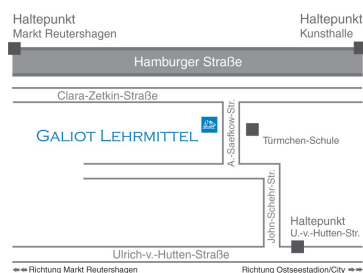 Haltepunkt
Markt Reutershagen
Haltepunkt
Kunsthalle
Hamburger Straße
Clara-Zetkin-Straße
GALIOT LEHRMITTEL
A.-Saefkow-Str.
Türmchen-Schule
John-Schehr-Str.
Haltepunkt
U.-v.-Hutten-Str.
Ulrich-v.-Hutten-Straße
Richtung Markt Reutershagen
Richtung Ostseestadion/City